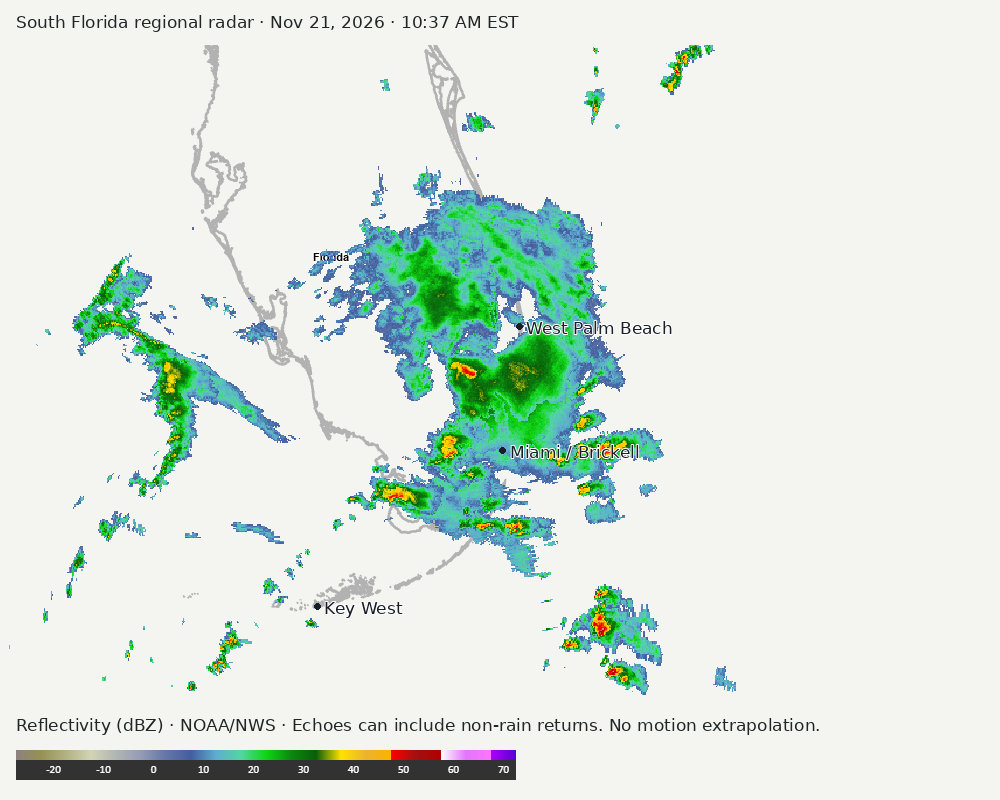 South Florida regional radar · Nov 21, 2026 · 10:37 AM EST
Florida
West Palm Beach
Miami / Brickell
Key West
Reflectivity (dBZ) · NOAA/NWS · Echoes can include non-rain returns. No motion extrapolation.
-20 -10 0 10 20 30 40 50 60 70